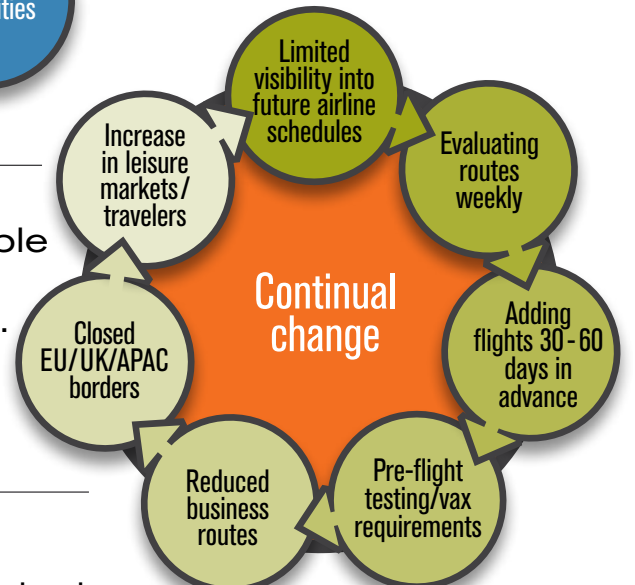 Limited
visibility into
future airline
schedules
Evaluating
routes
weekly
Adding
flights 30-60
days in
advance
Pre-flight
testing/vax
requirements
Reduced
business
routes
Closed
EU/UK/APAC
borders
Increase
in leisure
markets/
travelers
Continual
change